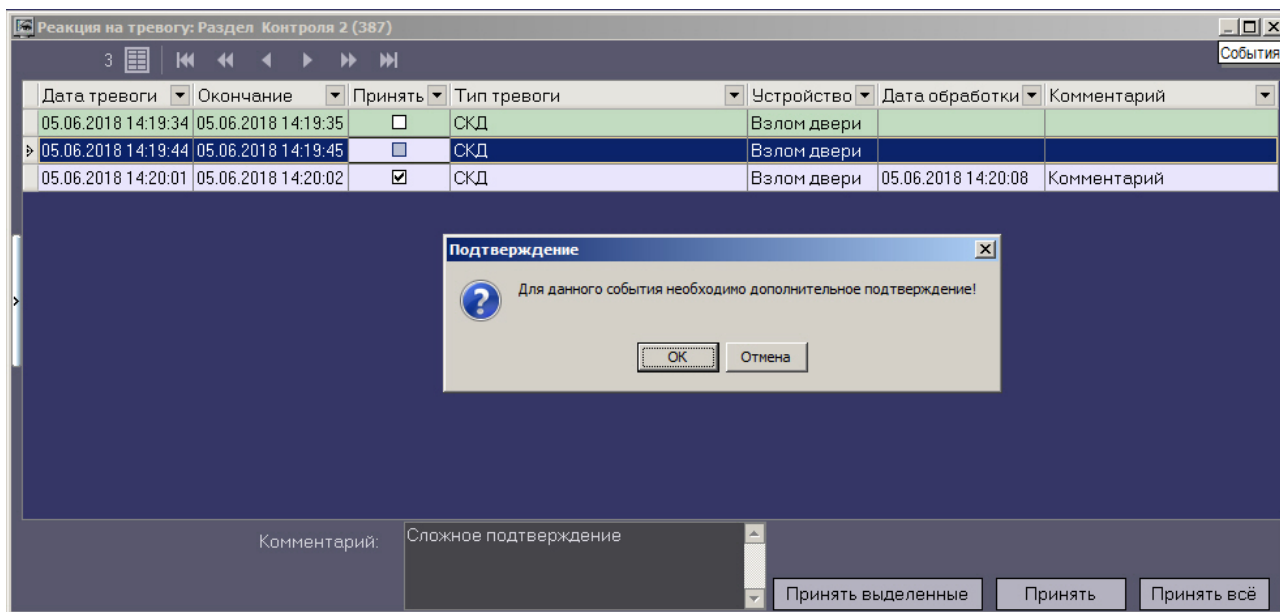 Реакция на тревогу: Раздел Контроля 2 (387)
События
3
Дата тревоги Окончание Принять Тип тревоги Устройство Дата обработки Комментарий
05.06.2018 14:19:34 05.06.2018 14:19:35 СКД Взлом двери
05.06.2018 14:19:44 05.06.2018 14:19:45 СКД Взлом двери
05.06.2018 14:20:01 05.06.2018 14:20:02 СКД Взлом двери 05.06.2018 14:20:08 Комментарий
Подтверждение
Для данного события необходимо дополнительное подтверждение!
OK Отмена
Комментарий: Сложное подтверждение
Принять выделенные Принять Принять всё